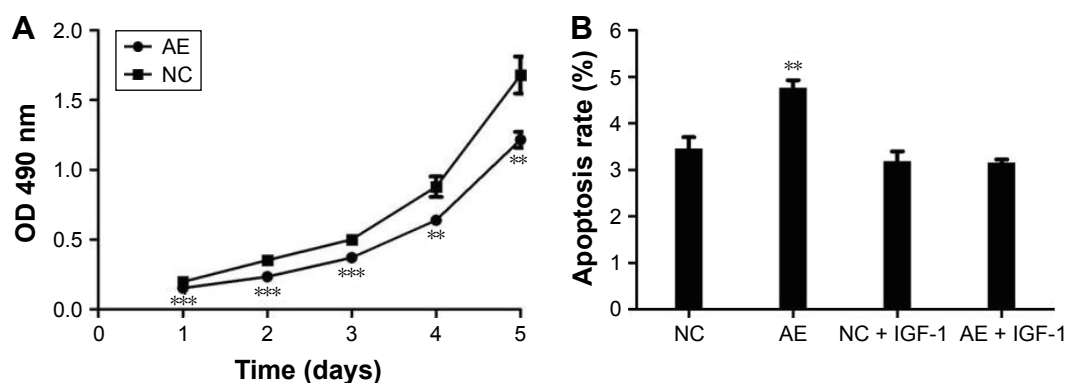 A
2.0
1.5
1.0
0.5
0.0
OD 490 nm
AE
NC
***
***
***
**
**
0 1 2 3 4 5
Time (days)
B
6
5
4
3
2
1
0
Apoptosis rate (%)
**
NC AE NC + IGF-1 AE + IGF-1